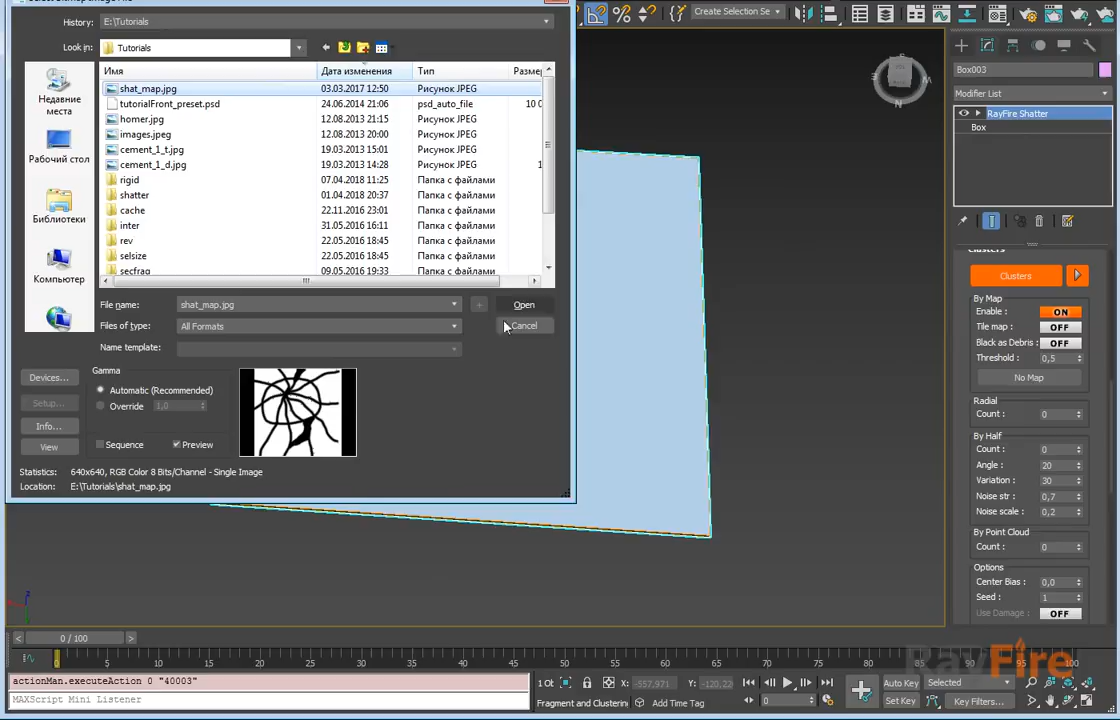 History: E:\Tutorials
Look in: Tutorials
Имя Дата изменения Тип Размер
shat_map.jpg 03.03.2017 12:50 Рисунок JPEG
tutorialFront_preset.psd 24.06.2014 21:06 psd_auto_file 10 0
homer.jpg 12.08.2013 21:15 Рисунок JPEG
images.jpeg 12.08.2013 20:00 Рисунок JPEG
cement_1_t.jpg 19.03.2013 15:01 Рисунок JPEG
cement_1_d.jpg 19.03.2013 14:28 Рисунок JPEG 1
rigid 07.04.2018 11:25 Папка с файлами
shatter 01.04.2018 20:37 Папка с файлами
cache 22.11.2016 23:01 Папка с файлами
inter 31.05.2016 16:11 Папка с файлами
rev 22.05.2016 18:45 Папка с файлами
selsize 22.05.2016 18:45 Папка с файлами
secfrag 09.05.2016 19:33 Папка с файлами
Недавние места
Рабочий стол
Библиотеки
Компьютер
File name: shat_map.jpg + Open
Files of type: All Formats Cancel
Name template:
Devices...
Setup...
Info...
View
Gamma
Automatic (Recommended)
Override 1,0
Sequence Preview
Statistics: 640x640, RGB Color 8 Bits/Channel - Single Image
Location: E:\Tutorials\shat_map.jpg
Create Selection Se
Box003
Modifier List
RayFire Shatter
Box
Clusters
Clusters
By Map
Enable : ON
Tile map : OFF
Black as Debris : OFF
Threshold : 0,5
No Map
Radial
Count : 0
By Half
Count : 0
Angle : 20
Variation : 30
Noise str : 0,7
Noise scale : 0,2
By Point Cloud
Count : 0
Options
Center Bias : 0,0
Seed : 1
Use Damage : OFF
RayFire
0 / 100
0 5 10 15 20 25 30 35 40 45 50 55 60 65 70 75 80 85 90 95 100
actionMan.executeAction 0 "40003"
MAXScript Mini Listener
1 Ob X: -557,971 Y: -120,22
Fragment and Clustering Add Time Tag
0
Auto Key Selected
Set Key Key Filters...